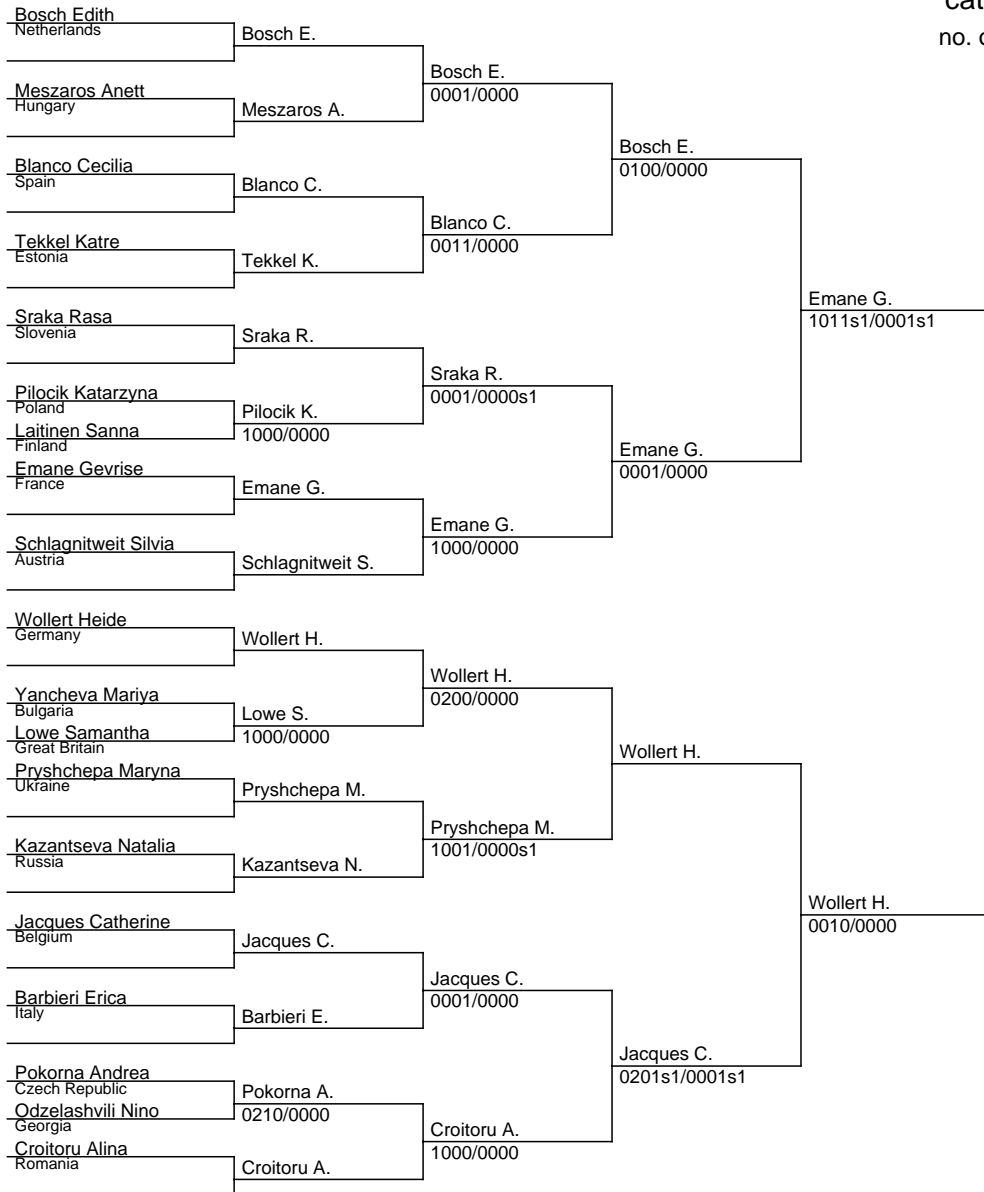 Bosch Edith
Netherlands
Meszaros Anett
Hungary
Blanco Cecilia
Spain
Tekkel Katre
Estonia
Sraka Rasa
Slovenia
Pilocik Katarzyna
Poland
Laitinen Sanna
Finland
Emane Gevrise
France
Schlagnitweit Silvia
Austria
Wollert Heide
Germany
Yancheva Mariya
Bulgaria
Lowe Samantha
Great Britain
Pryshchepa Maryna
Ukraine
Kazantseva Natalia
Russia
Jacques Catherine
Belgium
Barbieri Erica
Italy
Pokorna Andrea
Czech Republic
Odzelashvili Nino
Georgia
Croitoru Alina
Romania
Bosch E.
Meszaros A.
Blanco C.
Tekkel K.
Sraka R.
Pilocik K.
1000/0000
Emane G.
Schlagnitweit S.
Wollert H.
Lowe S.
1000/0000
Pryshchepa M.
Kazantseva N.
Jacques C.
Barbieri E.
Pokorna A.
0210/0000
Croitoru A.
Bosch E.
0001/0000
Blanco C.
0011/0000
Sraka R.
0001/0000s1
Emane G.
1000/0000
Wollert H.
0200/0000
Pryshchepa M.
1001/0000s1
Jacques C.
0001/0000
Croitoru A.
1000/0000
Bosch E.
0100/0000
Emane G.
0001/0000
Wollert H.
Jacques C.
0201s1/0001s1
Emane G.
1011s1/0001s1
Wollert H.
0010/0000
cat
no. c